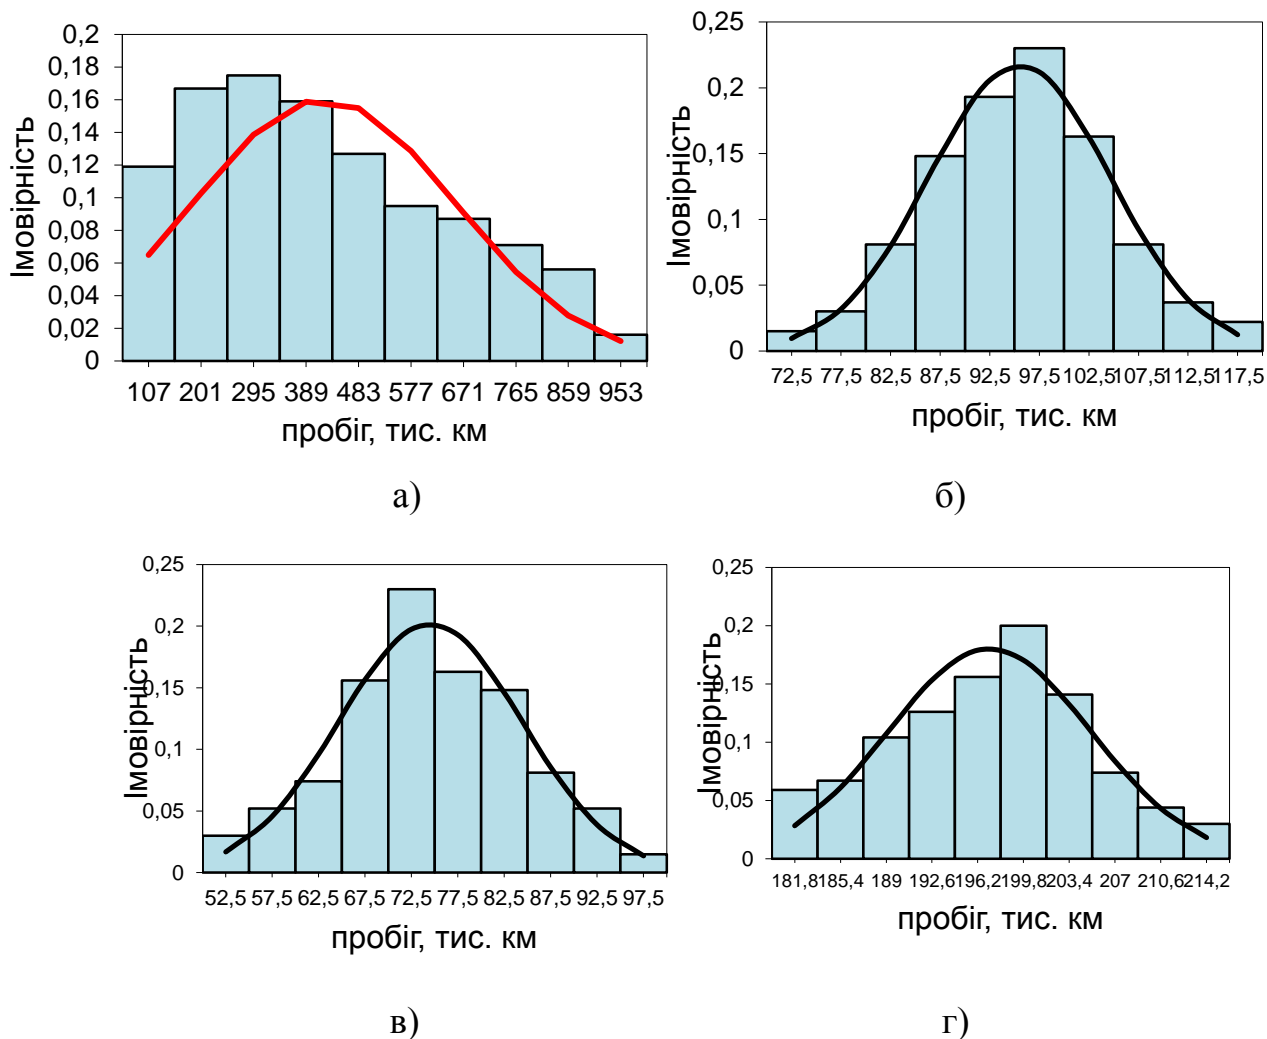 0,2
0,18
0,16
0,14
0,12
0,1
0,08
0,06
0,04
0,02
0
Імовірність
107 201 295 389 483 577 671 765 859 953
пробіг, тис. км
а)
0,25
0,2
0,15
0,1
0,05
0
Імовірність
72,5 77,5 82,5 87,5 92,5 97,5 102,5 107,5 112,5 117,5
пробіг, тис. км
б)
0,25
0,2
0,15
0,1
0,05
0
Імовірність
52,5 57,5 62,5 67,5 72,5 77,5 82,5 87,5 92,5 97,5
пробіг, тис. км
в)
0,25
0,2
0,15
0,1
0,05
0
Імовірність
181,8 185,4 189 192,6 196,2 199,8 203,4 207 210,6 214,2
пробіг, тис. км
г)